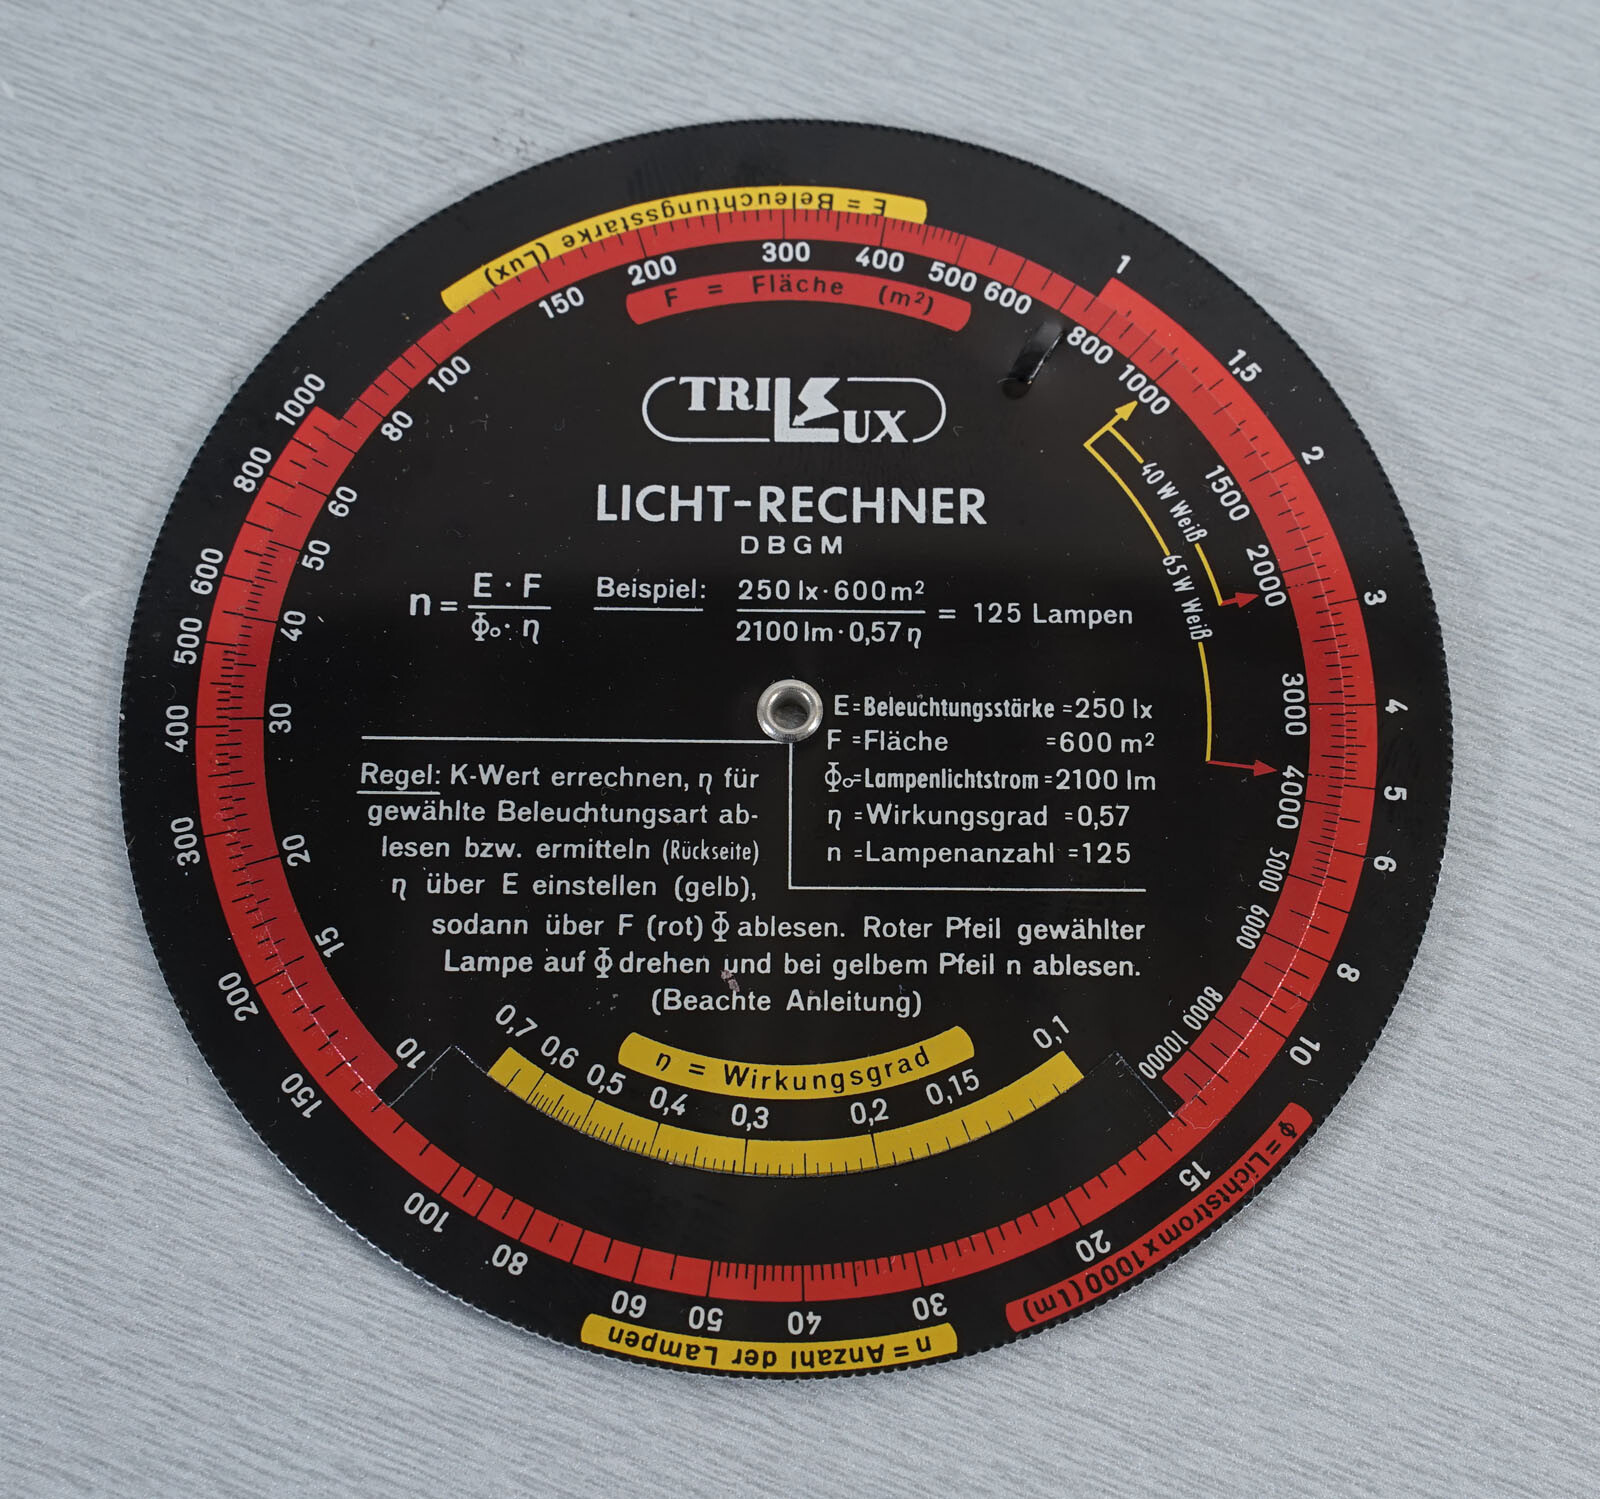 E = Beleuchtungsstärke (Lux)
150 200 300 400 500 600 800 1000 1500 2000 3000 4000 5000 6000 8000 10000
F = Fläche (m²)
1 1,5 2 3 4 5 6 8 10 15 20 30 40 50 60 80 100 150 200 300 400 500 600 800 1000
10 15 20 30 40 50 60 80 100
TRILUX
LICHT-RECHNER
DBGM
n = E · F / Φo · η
Beispiel: 250 lx · 600 m² / 2100 lm · 0,57 η = 125 Lampen
40 W Weiß
65 W Weiß
E = Beleuchtungsstärke = 250 lx
F = Fläche = 600 m²
Φo = Lampenlichtstrom = 2100 lm
η = Wirkungsgrad = 0,57
n = Lampenanzahl = 125
Regel: K-Wert errechnen, η für
gewählte Beleuchtungsart ab-
lesen bzw. ermitteln (Rückseite)
η über E einstellen (gelb),
sodann über F (rot) Φ ablesen. Roter Pfeil gewählter
Lampe auf Φ drehen und bei gelbem Pfeil n ablesen.
(Beachte Anleitung)
0,7 0,6 0,5 0,4 0,3 0,2 0,15 0,1
η = Wirkungsgrad
Φ = Lichtstrom x 1000 (Lm)
n = Anzahl der Lampen